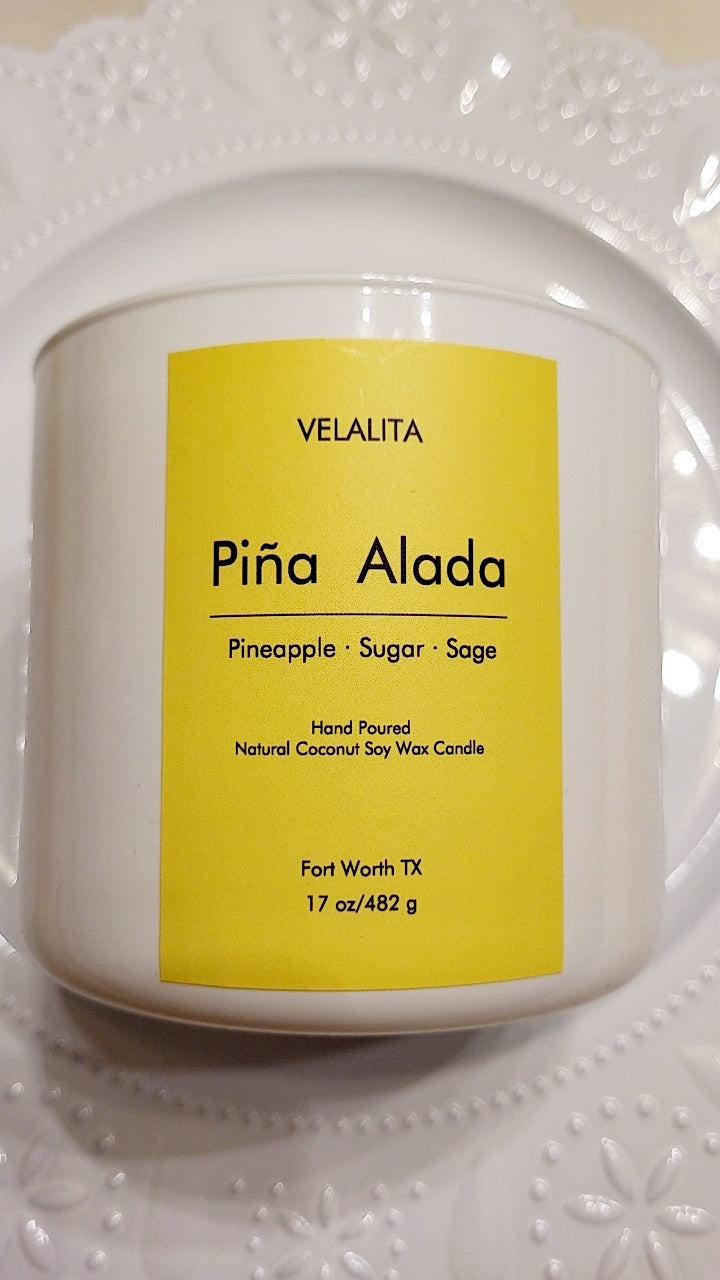 VELALITA
Piña Alada
Pineapple · Sugar · Sage
Hand Poured
Natural Coconut Soy Wax Candle
Fort Worth TX
17 oz/482 g